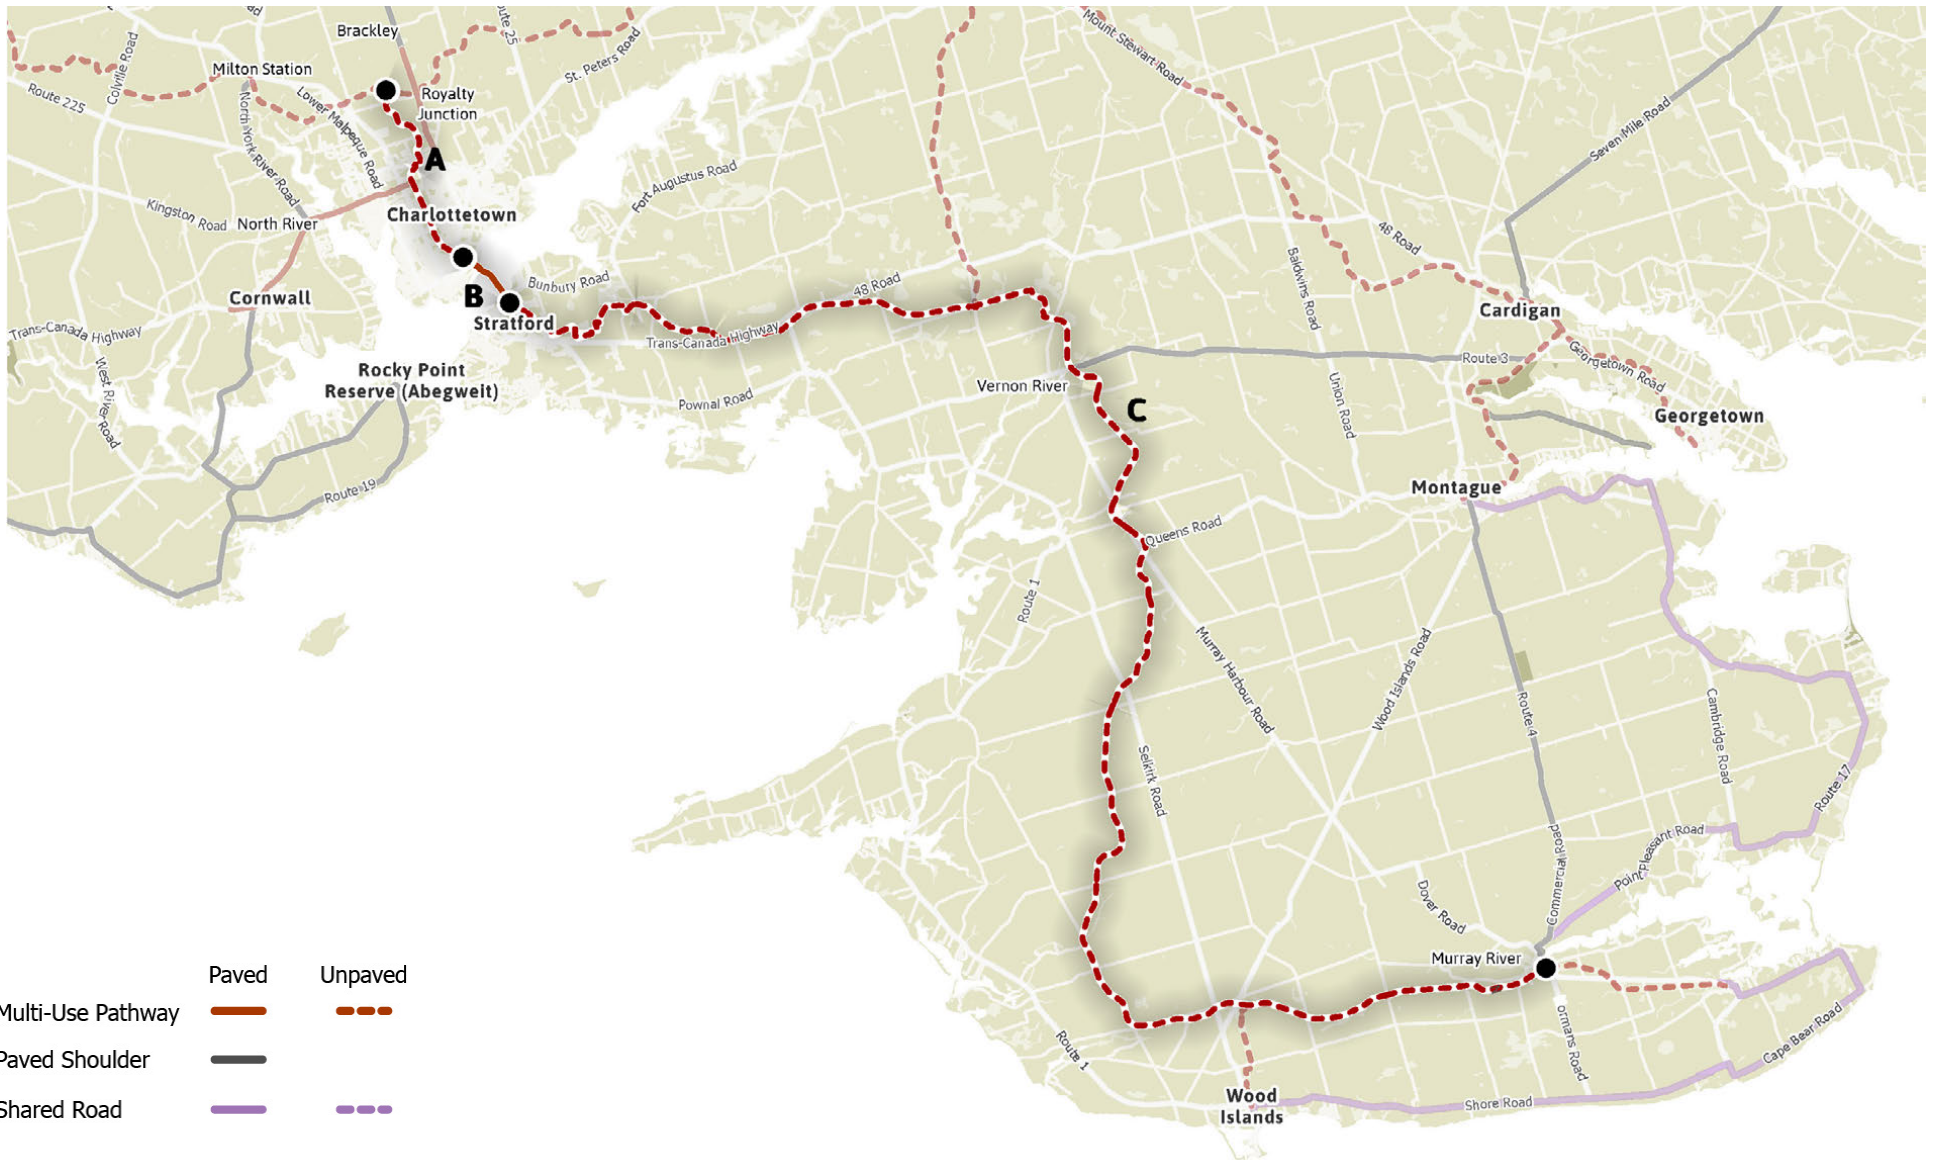 Brackley
Route 25
Mount Stewart Road
Colville Road
Milton Station
St. Peters Road
Route 225
Lower Malpeque Road
Royalty
Junction
North York River Road
A
Seven Mile Road
Fort Augustus Road
Kingston Road
North River
Charlottetown
48 Road
Baldwins Road
Bunbury Road
48 Road
Cornwall
B
Stratford
Cardigan
Trans-Canada Highway
Trans-Canada Highway
Route 3
Georgetown Road
Rocky Point
Reserve (Abegweit)
West River Road
Vernon River
Union Road
Pownal Road
C
Georgetown
Route 19
Montague
Queens Road
Route 1
Murray Harbour Road
Wood Islands Road
Route 4
Cambridge Road
Selkirk Road
Route 17
Point Pleasant Road
Commercial Road
Dover Road
Murray River
Paved
Unpaved
Multi-Use Pathway
Paved Shoulder
Shared Road
ormans Road
Cape Bear Road
Route 1
Wood
Islands
Shore Road